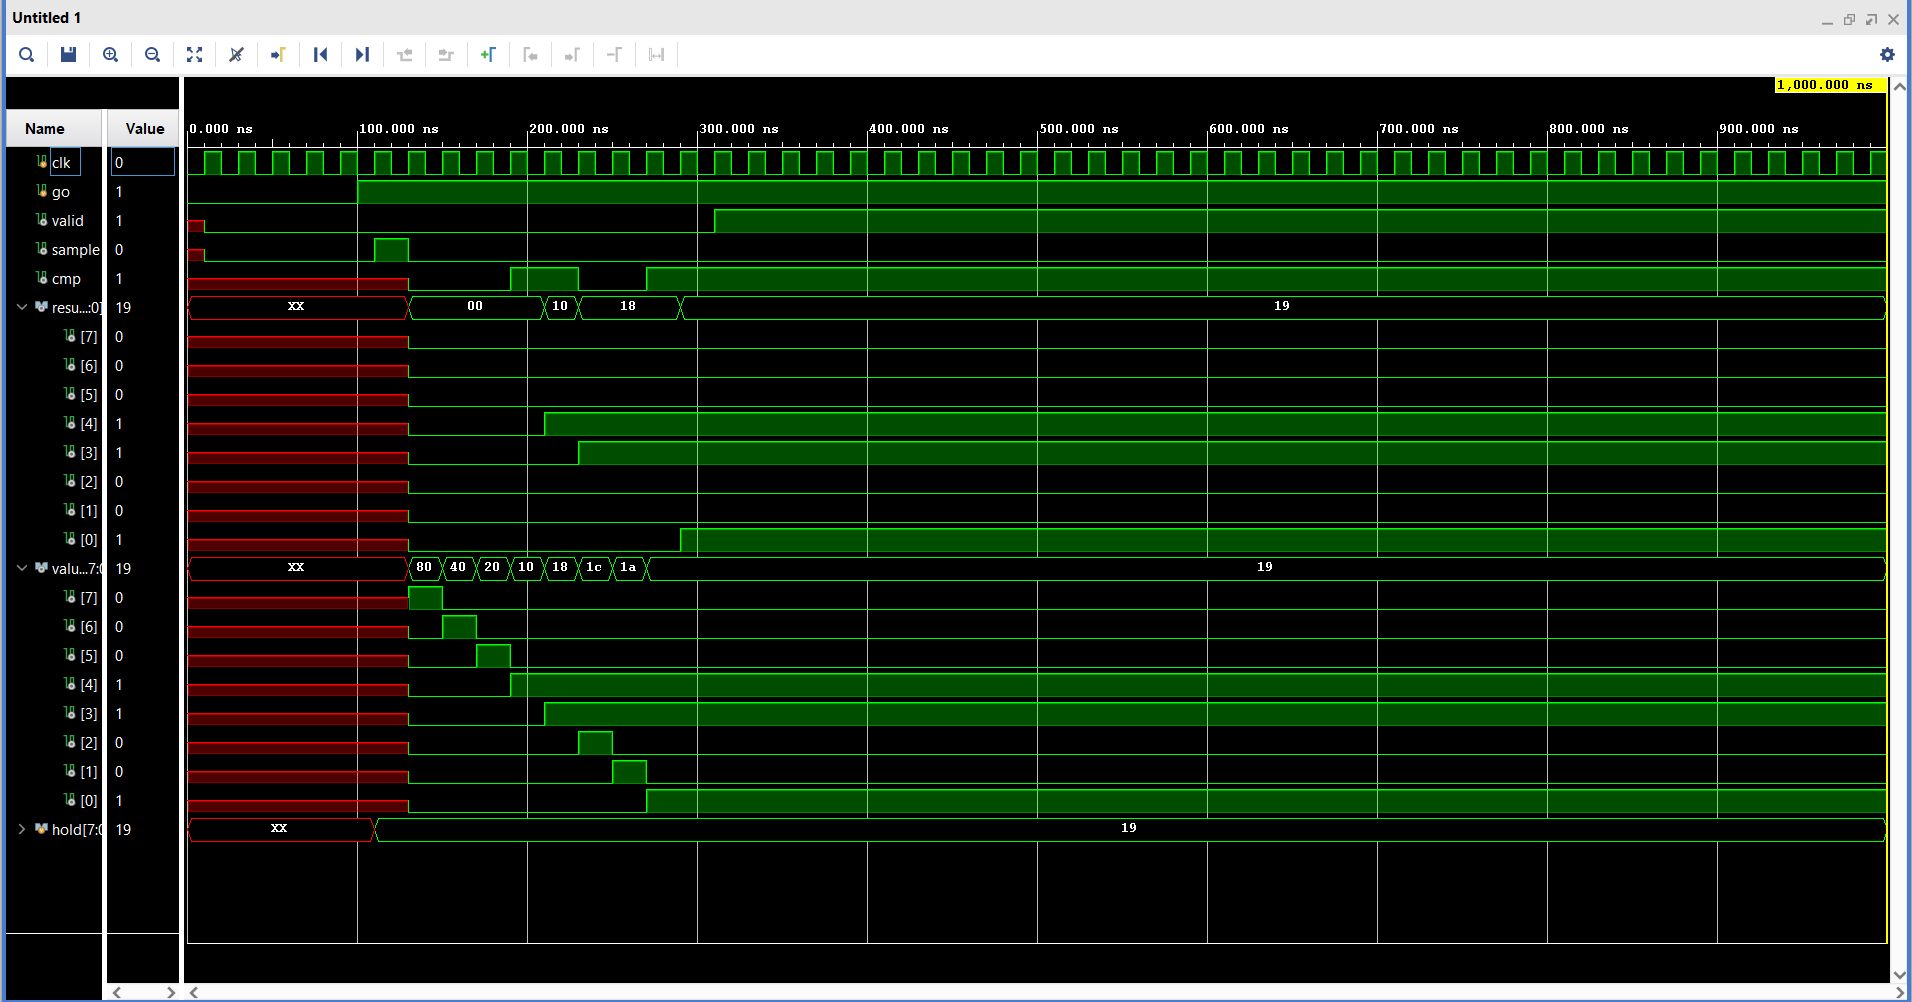 Untitled 1
1,000.000 ns
Name Value 0.000 ns 100.000 ns 200.000 ns 300.000 ns 400.000 ns 500.000 ns 600.000 ns 700.000 ns 800.000 ns 900.000 ns
clk 0
go 1
valid 1
sample 0
cmp 1
resu...:0] 19 XX 00 10 18 19
[7] 0
[6] 0
[5] 0
[4] 1
[3] 1
[2] 0
[1] 0
[0] 1
valu...7:0 19 XX 80 40 20 10 18 1c 1a 19
[7] 0
[6] 0
[5] 0
[4] 1
[3] 1
[2] 0
[1] 0
[0] 1
hold[7:0 19 XX 19